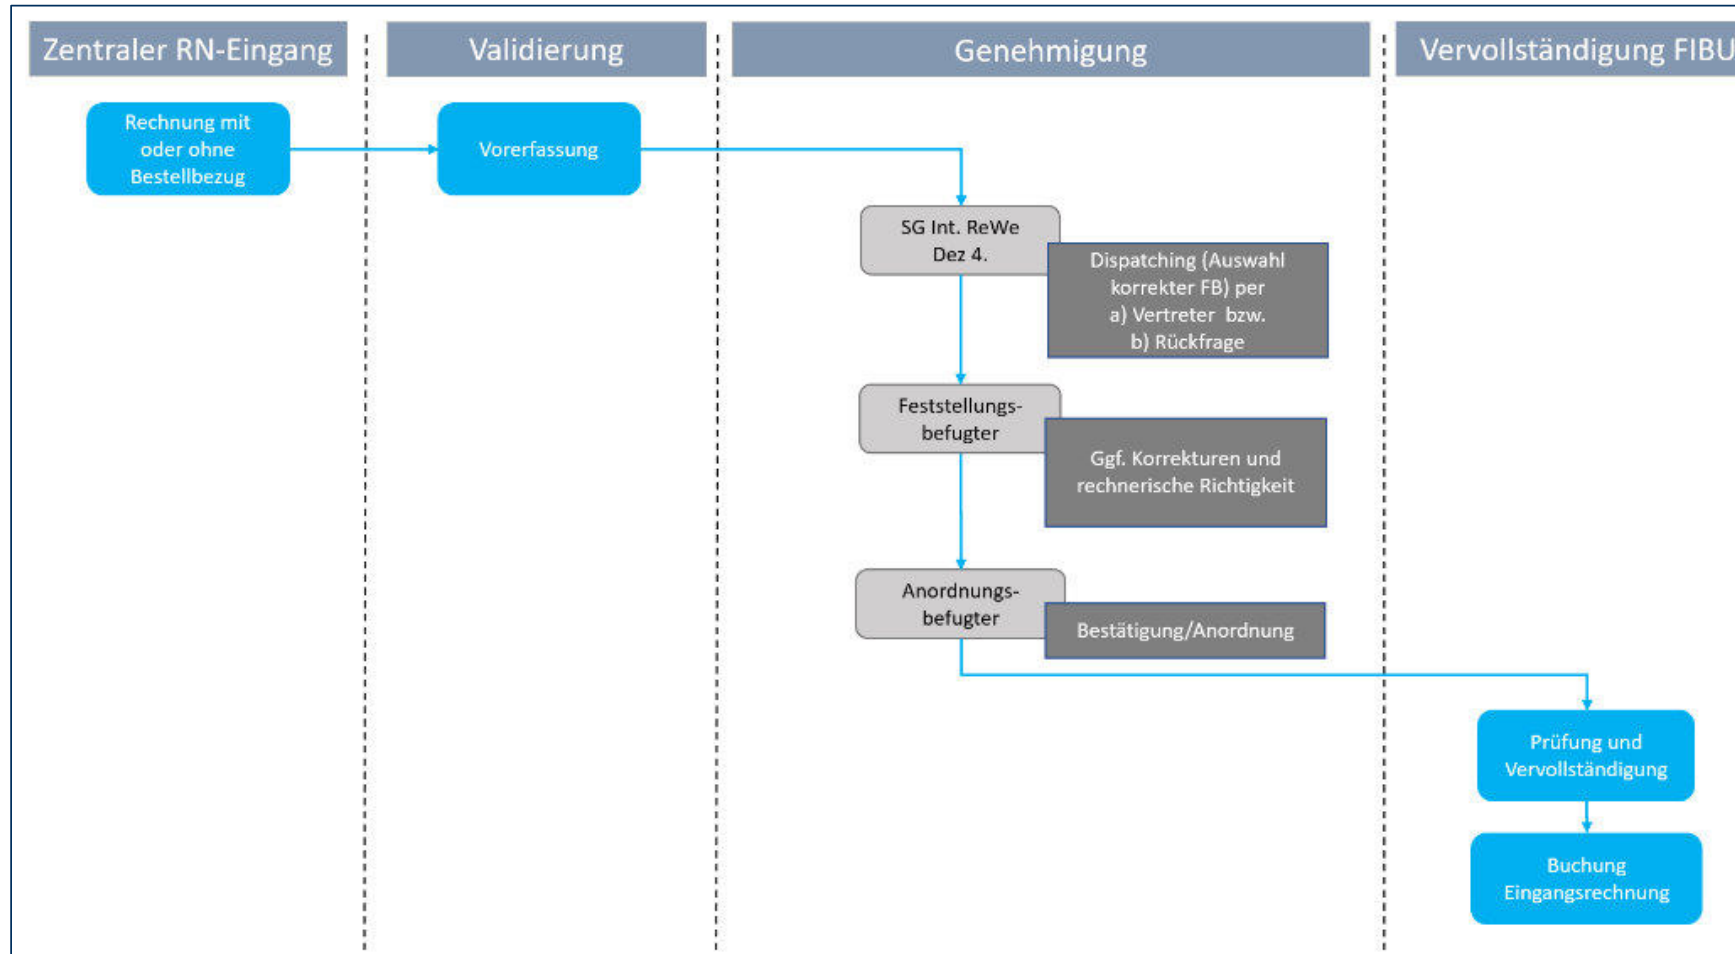 Zentraler RN-Eingang
Validierung
Genehmigung
Vervollständigung FIBU
Rechnung mit
oder ohne
Bestellbezug
Vorerfassung
SG Int. ReWe
Dez 4.
Dispatching (Auswahl
korrekter FB) per
a) Vertreter bzw.
b) Rückfrage
Feststellungs-
befugter
Ggf. Korrekturen und
rechnerische Richtigkeit
Anordnungs-
befugter
Bestätigung/Anordnung
Prüfung und
Vervollständigung
Buchung
Eingangsrechnung